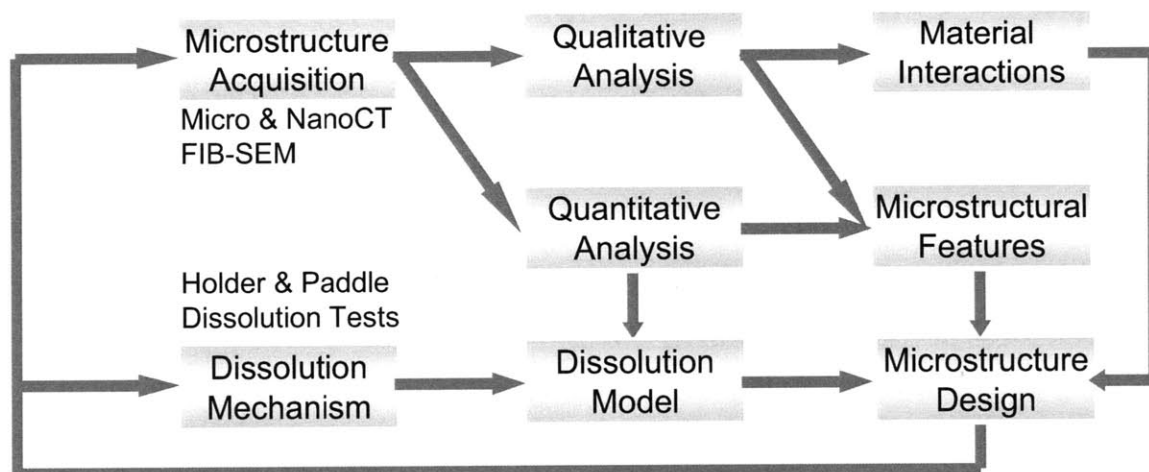 Microstructure
Acquisition
Micro & NanoCT
FIB-SEM
Qualitative
Analysis
Material
Interactions
Quantitative
Analysis
Microstructural
Features
Holder & Paddle
Dissolution Tests
Dissolution
Mechanism
Dissolution
Model
Microstructure
Design